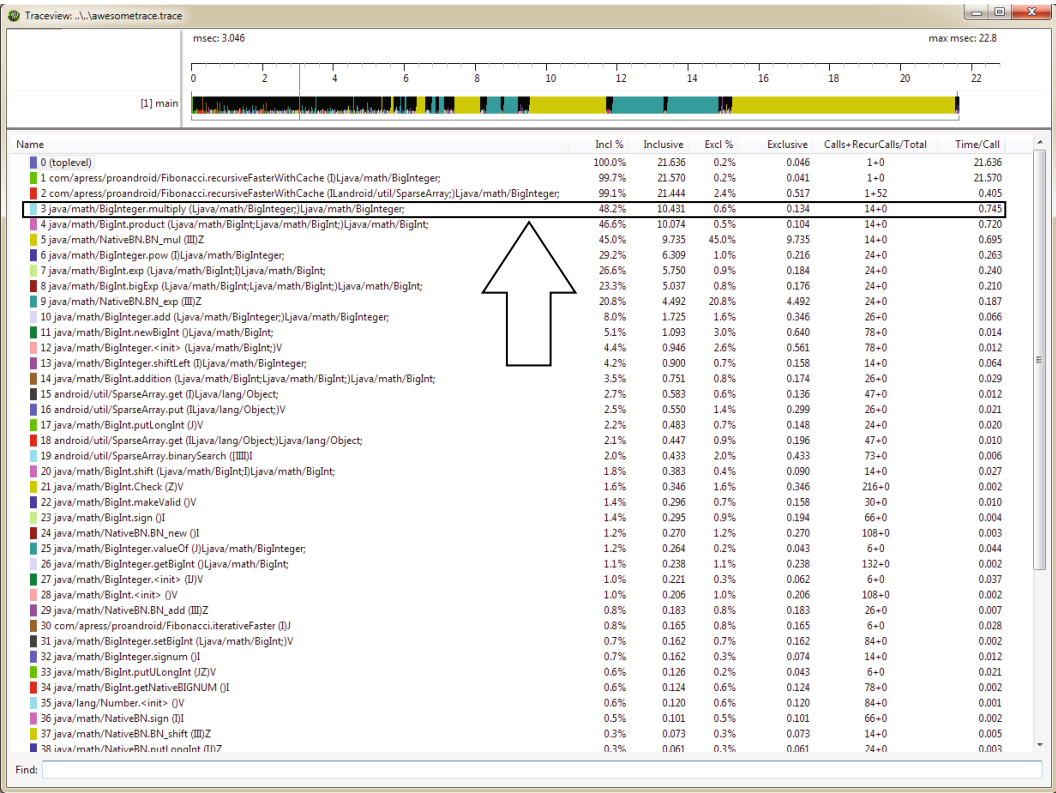 Traceview: ..\..\awesometrace.trace
msec: 3.046 max msec: 22.8
0 2 4 6 8 10 12 14 16 18 20 22
[1] main
Name Incl % Inclusive Excl % Exclusive Calls+RecurCalls/Total Time/Call
0 (toplevel) 100.0% 21.636 0.2% 0.046 1+0 21.636
1 com/apress/proandroid/Fibonacci.recursiveFasterWithCache (I)Ljava/math/BigInteger; 99.7% 21.570 0.2% 0.041 1+0 21.570
2 com/apress/proandroid/Fibonacci.recursiveFasterWithCache (ILandroid/util/SparseArray;)Ljava/math/BigInteger; 99.1% 21.444 2.4% 0.517 1+52 0.405
3 java/math/BigInteger.multiply (Ljava/math/BigInteger;)Ljava/math/BigInteger; 48.2% 10.431 0.6% 0.134 14+0 0.745
4 java/math/BigInt.product (Ljava/math/BigInt;Ljava/math/BigInt;)Ljava/math/BigInt; 46.6% 10.074 0.5% 0.104 14+0 0.720
5 java/math/NativeBN.BN_mul (III)Z 45.0% 9.735 45.0% 9.735 14+0 0.695
6 java/math/BigInteger.pow (I)Ljava/math/BigInteger; 29.2% 6.309 1.0% 0.216 24+0 0.263
7 java/math/BigInt.exp (Ljava/math/BigInt;I)Ljava/math/BigInt; 26.6% 5.750 0.9% 0.184 24+0 0.240
8 java/math/BigInt.bigExp (Ljava/math/BigInt;Ljava/math/BigInt;)Ljava/math/BigInt; 23.3% 5.037 0.8% 0.176 24+0 0.210
9 java/math/NativeBN.BN_exp (III)Z 20.8% 4.492 20.8% 4.492 24+0 0.187
10 java/math/BigInteger.add (Ljava/math/BigInteger;)Ljava/math/BigInteger; 8.0% 1.725 1.6% 0.346 26+0 0.066
11 java/math/BigInt.newBigInt ()Ljava/math/BigInt; 5.1% 1.093 3.0% 0.640 78+0 0.014
12 java/math/BigInteger.<init> (Ljava/math/BigInt;)V 4.4% 0.946 2.6% 0.561 78+0 0.012
13 java/math/BigInteger.shiftLeft (I)Ljava/math/BigInteger; 4.2% 0.900 0.7% 0.158 14+0 0.064
14 java/math/BigInt.addition (Ljava/math/BigInt;Ljava/math/BigInt;)Ljava/math/BigInt; 3.5% 0.751 0.8% 0.174 26+0 0.029
15 android/util/SparseArray.get (I)Ljava/lang/Object; 2.7% 0.583 0.6% 0.136 47+0 0.012
16 android/util/SparseArray.put (ILjava/lang/Object;)V 2.5% 0.550 1.4% 0.299 26+0 0.021
17 java/math/BigInt.putLongInt (J)V 2.2% 0.483 0.7% 0.148 24+0 0.020
18 android/util/SparseArray.get (ILjava/lang/Object;)Ljava/lang/Object; 2.1% 0.447 0.9% 0.196 47+0 0.010
19 android/util/SparseArray.binarySearch ([IIII)I 2.0% 0.433 2.0% 0.433 73+0 0.006
20 java/math/BigInt.shift (Ljava/math/BigInt;I)Ljava/math/BigInt; 1.8% 0.383 0.4% 0.090 14+0 0.027
21 java/math/BigInt.Check (Z)V 1.6% 0.346 1.6% 0.346 216+0 0.002
22 java/math/BigInt.makeValid ()V 1.4% 0.296 0.7% 0.158 30+0 0.010
23 java/math/BigInt.sign ()I 1.4% 0.295 0.9% 0.194 66+0 0.004
24 java/math/NativeBN.BN_new ()I 1.2% 0.270 1.2% 0.270 108+0 0.003
25 java/math/BigInteger.valueOf (J)Ljava/math/BigInteger; 1.2% 0.264 0.2% 0.043 6+0 0.044
26 java/math/BigInteger.getBigInt ()Ljava/math/BigInt; 1.1% 0.238 1.1% 0.238 132+0 0.002
27 java/math/BigInteger.<init> (IJ)V 1.0% 0.221 0.3% 0.062 6+0 0.037
28 java/math/BigInt.<init> ()V 1.0% 0.206 1.0% 0.206 108+0 0.002
29 java/math/NativeBN.BN_add (III)Z 0.8% 0.183 0.8% 0.183 26+0 0.007
30 com/apress/proandroid/Fibonacci.iterativeFaster (I)J 0.8% 0.165 0.8% 0.165 6+0 0.028
31 java/math/BigInteger.setBigInt (Ljava/math/BigInt;)V 0.7% 0.162 0.7% 0.162 84+0 0.002
32 java/math/BigInteger.signum ()I 0.7% 0.162 0.3% 0.074 14+0 0.012
33 java/math/BigInt.putULongInt (JZ)V 0.6% 0.126 0.2% 0.043 6+0 0.021
34 java/math/BigInt.getNativeBIGNUM ()I 0.6% 0.124 0.6% 0.124 78+0 0.002
35 java/lang/Number.<init> ()V 0.6% 0.120 0.6% 0.120 84+0 0.001
36 java/math/NativeBN.sign (I)I 0.5% 0.101 0.5% 0.101 66+0 0.002
37 java/math/NativeBN.BN_shift (III)Z 0.3% 0.073 0.3% 0.073 14+0 0.005
38 java/math/NativeBN.putLongInt (IJ)Z 0.3% 0.061 0.3% 0.061 24+0 0.003
Find: